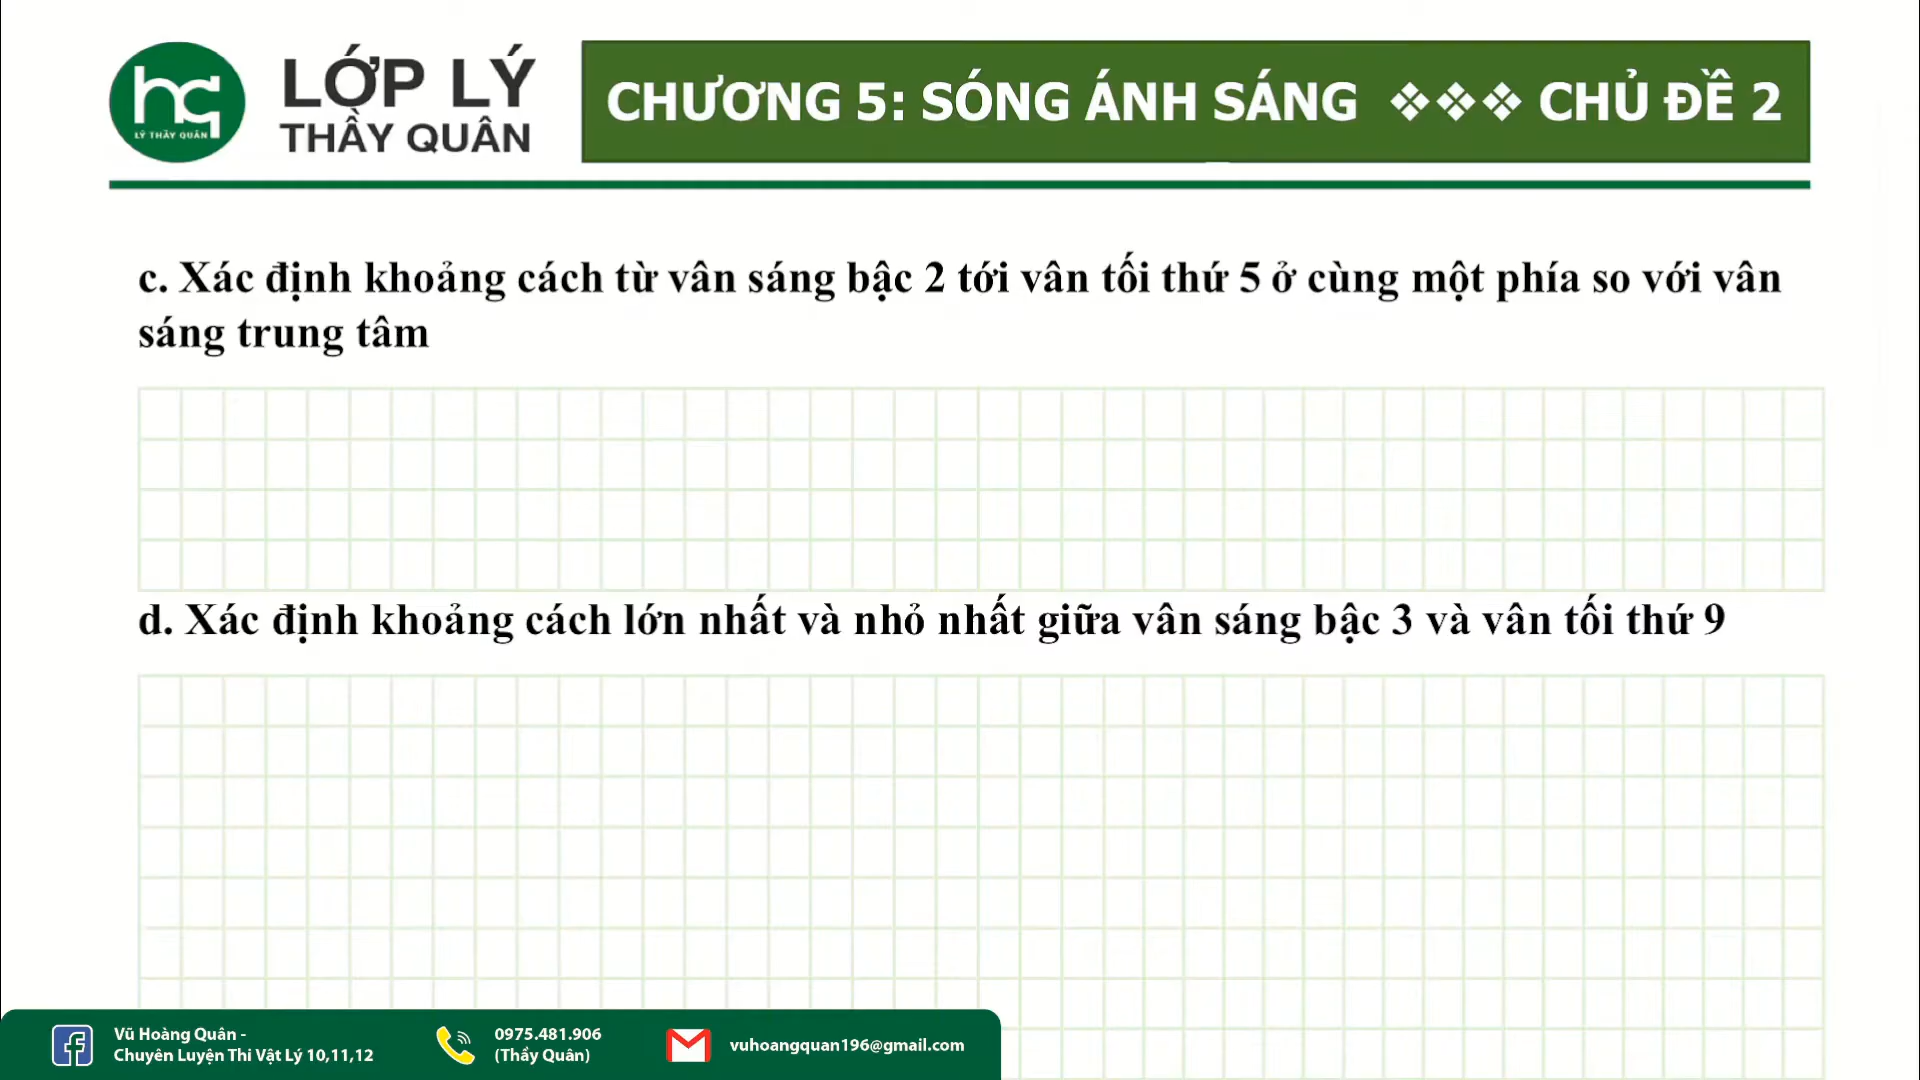 hq
LÝ THẦY QUÂN
LỚP LÝ
THẦY QUÂN
CHƯƠNG 5: SÓNG ÁNH SÁNG ❖❖❖ CHỦ ĐỀ 2
c. Xác định khoảng cách từ vân sáng bậc 2 tới vân tối thứ 5 ở cùng một phía so với vân
sáng trung tâm
d. Xác định khoảng cách lớn nhất và nhỏ nhất giữa vân sáng bậc 3 và vân tối thứ 9
Vũ Hoàng Quân -
Chuyên Luyện Thi Vật Lý 10,11,12
0975.481.906
(Thầy Quân)
vuhoangquan196@gmail.com